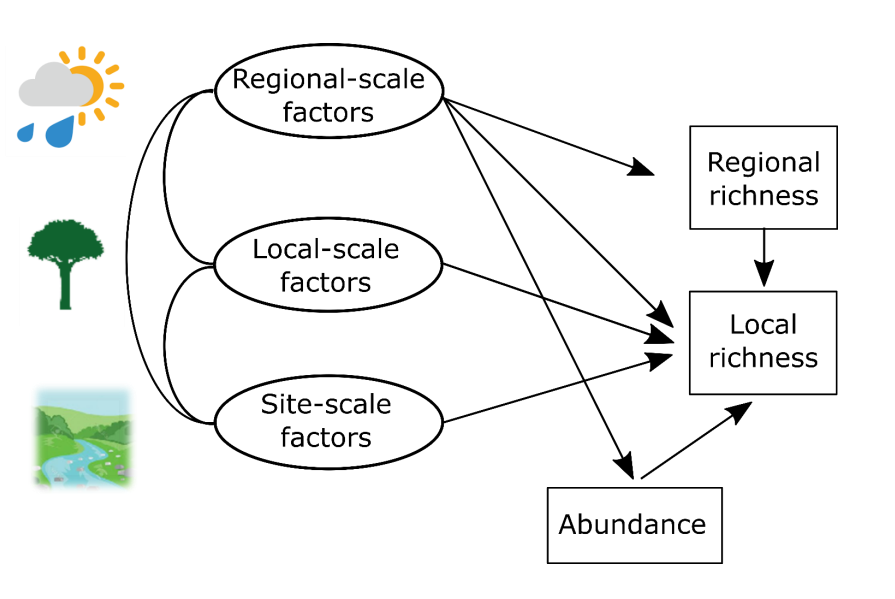 Regional-scale
factors
Regional
richness
Local-scale
factors
Local
richness
Site-scale
factors
Abundance